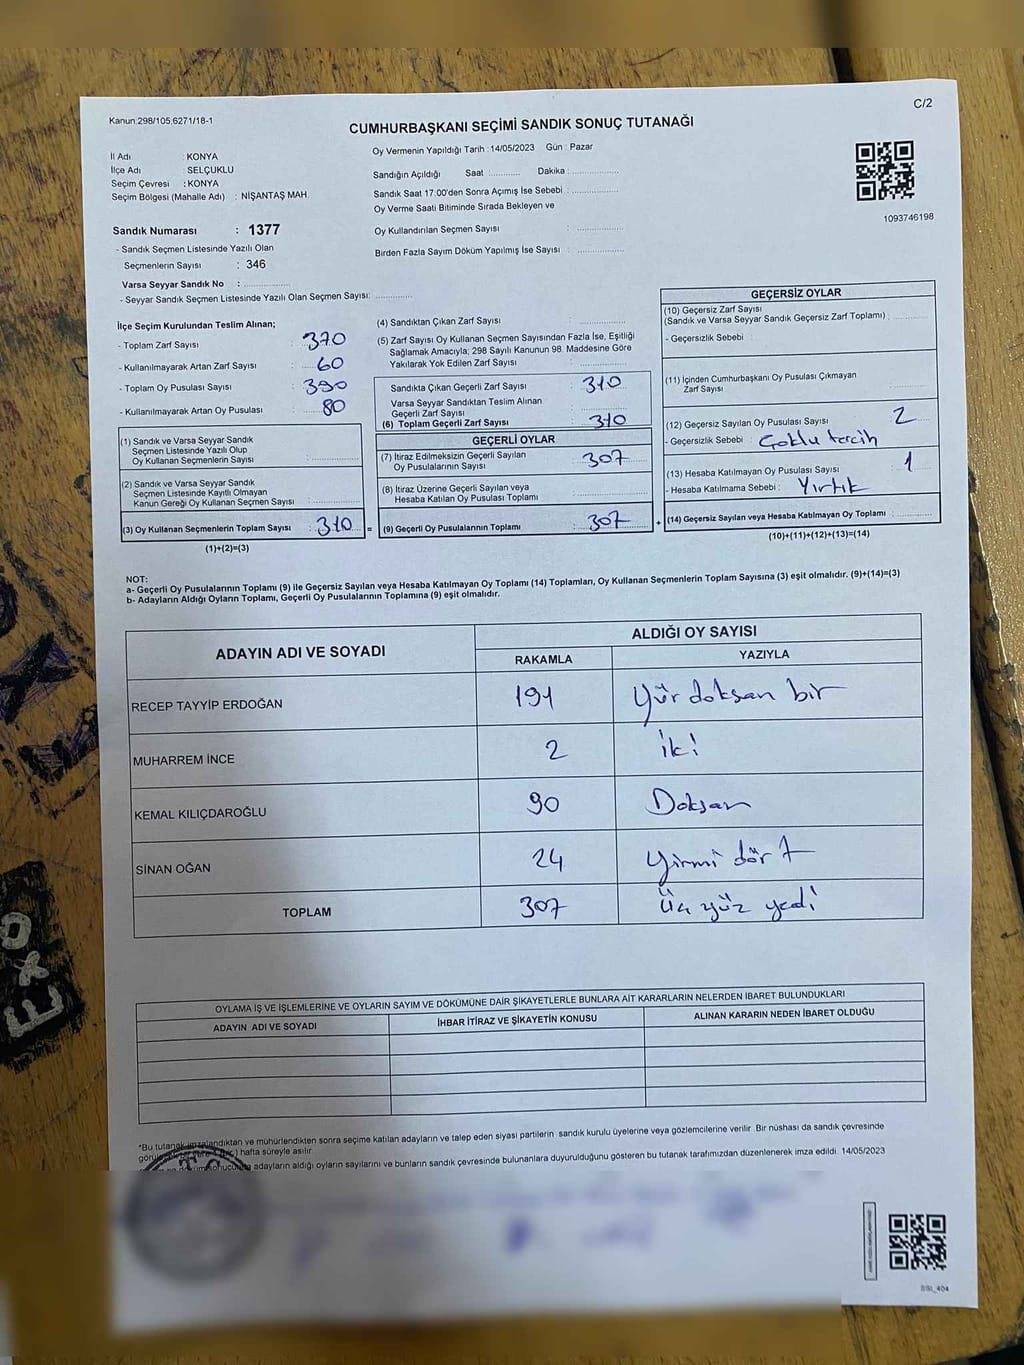 C/2
Kanun:298/105,6271/18-1
CUMHURBAŞKANI SEÇİMİ SANDIK SONUÇ TUTANAĞI
İl Adı : KONYA
İlçe Adı : SELÇUKLU
Seçim Çevresi : KONYA
Seçim Bölgesi (Mahalle Adı) : NİŞANTAŞ MAH.
Oy Vermenin Yapıldığı Tarih : 14/05/2023 Gün : Pazar
Sandığın Açıldığı Saat ........... Dakika : ...............
Sandık Saat 17:00'den Sonra Açımış İse Sebebi : ...............
Oy Verme Saati Bitiminde Sırada Bekleyen ve
Oy Kullandırılan Seçmen Sayısı : ...............
Birden Fazla Sayım Döküm Yapılmış İse Sayısı : ...............
1093746198
Sandık Numarası : 1377
- Sandık Seçmen Listesinde Yazılı Olan
Seçmenlerin Sayısı : 346
Varsa Seyyar Sandık No : ...............
- Seyyar Sandık Seçmen Listesinde Yazılı Olan Seçmen Sayısı: ............
İlçe Seçim Kurulundan Teslim Alınan;
- Toplam Zarf Sayısı : 370
- Kullanılmayarak Artan Zarf Sayısı : 60
- Toplam Oy Pusulası Sayısı : 390
- Kullanılmayarak Artan Oy Pusulası : 80
(1) Sandık ve Varsa Seyyar Sandık
Seçmen Listesinde Yazılı Olup
Oy Kullanan Seçmenlerin Sayısı : ...............
(2) Sandık ve Varsa Seyyar Sandık
Seçmen Listesinde Kayıtlı Olmayan
Kanun Gereği Oy Kullanan Seçmen Sayısı : ...............
(3) Oy Kullanan Seçmenlerin Toplam Sayısı : 310 =
(1)+(2)=(3)
(4) Sandıktan Çıkan Zarf Sayısı : ...............
(5) Zarf Sayısı Oy Kullanan Seçmen Sayısından Fazla İse, Eşitliği
Sağlamak Amacıyla; 298 Sayılı Kanunun 98. Maddesine Göre
Yakılarak Yok Edilen Zarf Sayısı : ...............
Sandıkta Çıkan Geçerli Zarf Sayısı : 310
Varsa Seyyar Sandıktan Teslim Alınan
Geçerli Zarf Sayısı : ...............
(6) Toplam Geçerli Zarf Sayısı : 310
GEÇERLİ OYLAR
(7) İtiraz Edilmeksizin Geçerli Sayılan
Oy Pusulalarının Sayısı : 307
(8) İtiraz Üzerine Geçerli Sayılan veya
Hesaba Katılan Oy Pusulası Toplamı : ...............
(9) Geçerli Oy Pusulalarının Toplamı : 307 +
GEÇERSİZ OYLAR
(10) Geçersiz Zarf Sayısı
(Sandık ve Varsa Seyyar Sandık Geçersiz Zarf Toplamı) : ............
- Geçersizlik Sebebi :
(11) İçinden Cumhurbaşkanı Oy Pusulası Çıkmayan
Zarf Sayısı : ............
(12) Geçersiz Sayılan Oy Pusulası Sayısı : 2
- Geçersizlik Sebebi : Çoklu tercih
(13) Hesaba Katılmayan Oy Pusulası Sayısı : 1
- Hesaba Katılmama Sebebi : Yırtık
(14) Geçersiz Sayılan veya Hesaba Katılmayan Oy Toplamı : ............
(10)+(11)+(12)+(13)=(14)
NOT:
a- Geçerli Oy Pusulalarının Toplamı (9) ile Geçersiz Sayılan veya Hesaba Katılmayan Oy Toplamı (14) Toplamları, Oy Kullanan Seçmenlerin Toplam Sayısına (3) eşit olmalıdır. (9)+(14)=(3)
b- Adayların Aldığı Oyların Toplamı, Geçerli Oy Pusulalarının Toplamına (9) eşit olmalıdır.
ADAYIN ADI VE SOYADI ALDIĞI OY SAYISI
RAKAMLA YAZIYLA
RECEP TAYYİP ERDOĞAN 191 Yüz doksan bir
MUHARREM İNCE 2 iki
KEMAL KILIÇDAROĞLU 90 Doksan
SİNAN OĞAN 24 yirmi dört
TOPLAM 307 Üç yüz yedi
OYLAMA İŞ VE İŞLEMLERİNE VE OYLARIN SAYIM VE DÖKÜMÜNE DAİR ŞİKAYETLERLE BUNLARA AİT KARARLARIN NELERDEN İBARET BULUNDUKLARI
ADAYIN ADI VE SOYADI İHBAR İTİRAZ VE ŞİKAYETİN KONUSU ALINAN KARARIN NEDEN İBARET OLDUĞU
*Bu tutanak imzalandıktan ve mühürlendikten sonra seçime katılan adayların ve talep eden siyasi partilerin sandık kurulu üyelerine veya gözlemcilerine verilir. Bir nüshası da sandık çevresinde
hafta süreyle asılır.
adayların aldığı oyların sayılarını ve bunların sandık çevresinde bulunanlara duyurulduğunu gösteren bu tutanak tarafımızdan düzenlenerek imza edildi. 14/05/2023